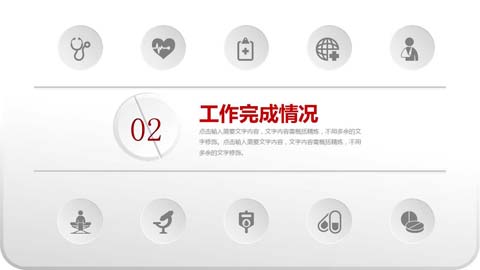 02
工作完成情况
点击输入简要文字内容，文字内容需概括精炼，不用多余的文
字修饰。点击输入简要文字内容，文字内容需概括精炼，不用
多余的文字修饰。